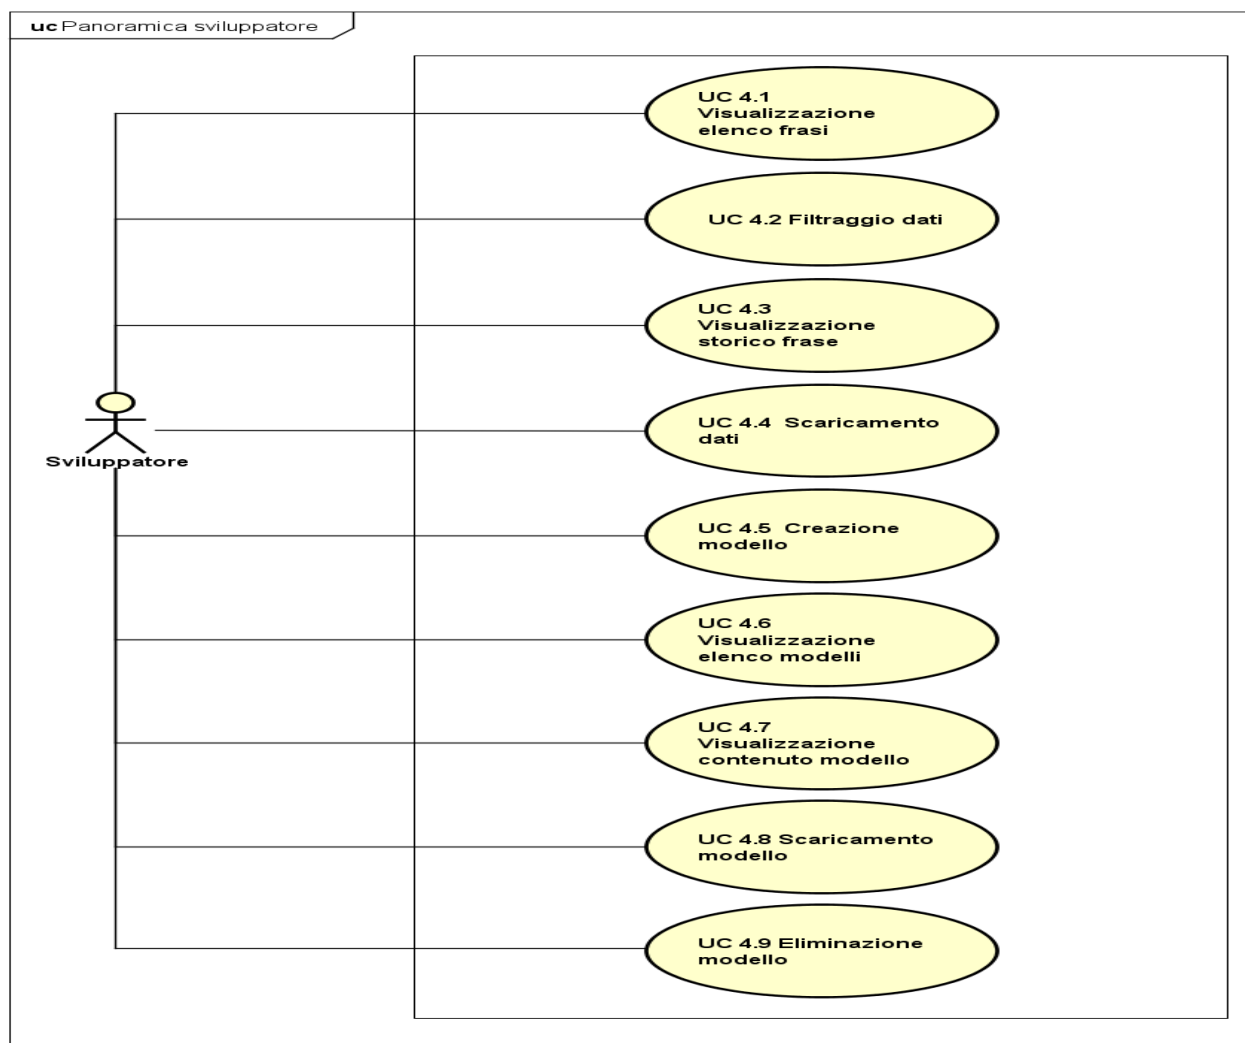 uc Panoramica sviluppatore
UC 4.1
Visualizzazione
elenco frasi
UC 4.2 Filtraggio dati
UC 4.3
Visualizzazione
storico frase
UC 4.4  Scaricamento
dati
Sviluppatore
UC 4.5  Creazione
modello
UC 4.6
Visualizzazione
elenco modelli
UC 4.7
Visualizzazione
contenuto modello
UC 4.8 Scaricamento
modello
UC 4.9 Eliminazione
modello